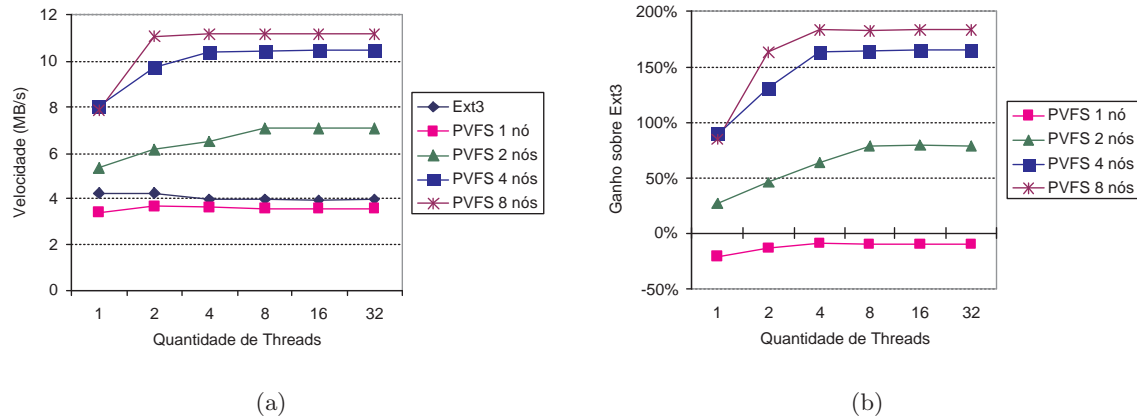 12
10
8
6
4
2
0
Velocidade (MB/s)
1 2 4 8 16 32
Quantidade de Threads
Ext3
PVFS 1 nó
PVFS 2 nós
PVFS 4 nós
PVFS 8 nós
(a)
200%
150%
100%
50%
0%
-50%
Ganho sobre Ext3
1 2 4 8 16 32
Quantidade de Threads
PVFS 1 nó
PVFS 2 nós
PVFS 4 nós
PVFS 8 nós
(b)